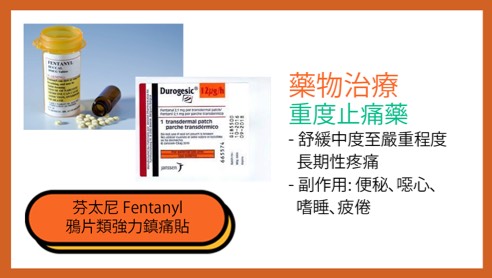 藥物治療
重度止痛藥
- 舒緩中度至嚴重程度
長期性疼痛
- 副作用: 便秘、噁心、
嗜睡、疲倦
FENTANYL
Durogesic
12µg/h
1 transdermal patch
parche transdérmico
janssen
芬太尼 Fentanyl
鴉片類強力鎮痛貼